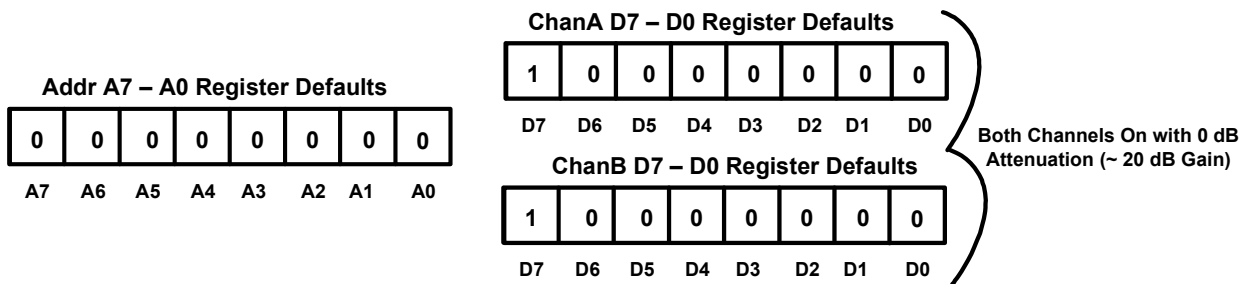 Addr A7 – A0 Register Defaults
0 0 0 0 0 0 0 0
A7 A6 A5 A4 A3 A2 A1 A0
ChanA D7 – D0 Register Defaults
1 0 0 0 0 0 0 0
D7 D6 D5 D4 D3 D2 D1 D0
ChanB D7 – D0 Register Defaults
1 0 0 0 0 0 0 0
D7 D6 D5 D4 D3 D2 D1 D0
Both Channels On with 0 dB
Attenuation (~ 20 dB Gain)